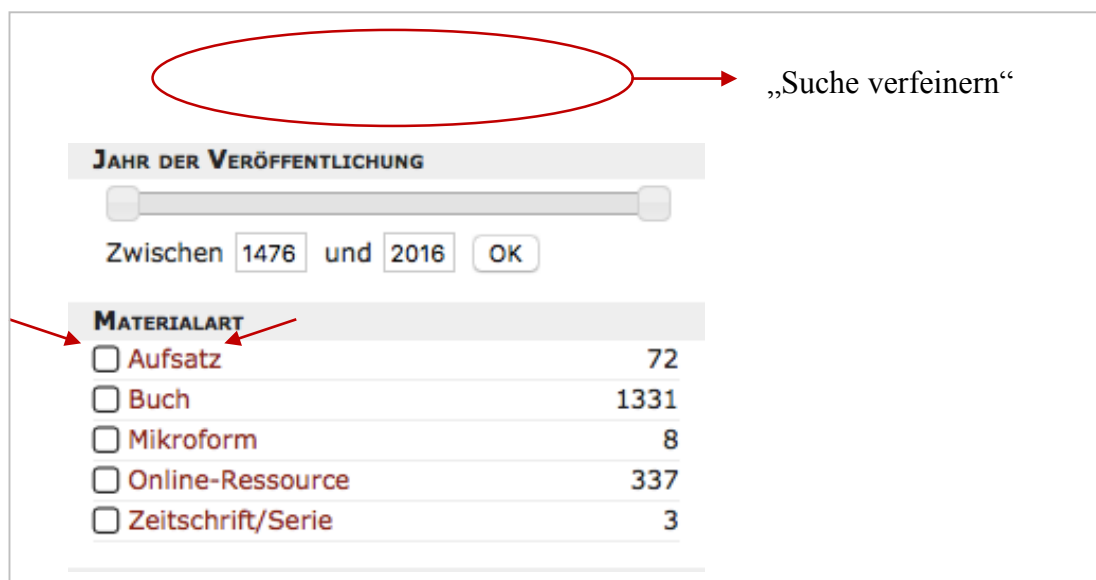 „Suche verfeinern“
Jahr der Veröffentlichung
Zwischen 1476 und 2016 OK
Materialart
Aufsatz 72
Buch 1331
Mikroform 8
Online-Ressource 337
Zeitschrift/Serie 3